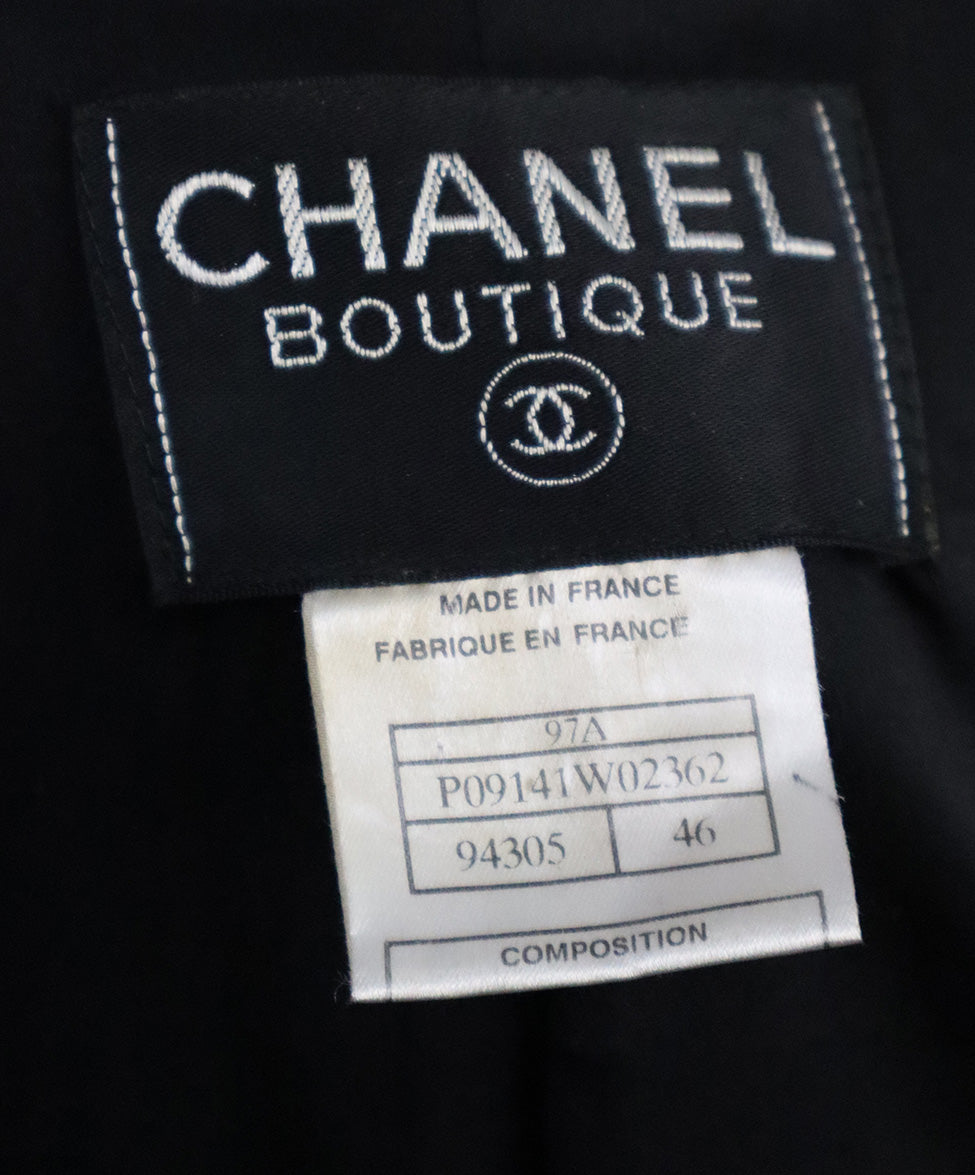 CHANEL
BOUTIQUE
MADE IN FRANCE
FABRIQUE EN FRANCE
97A
P09141W02362
94305 46
COMPOSITION